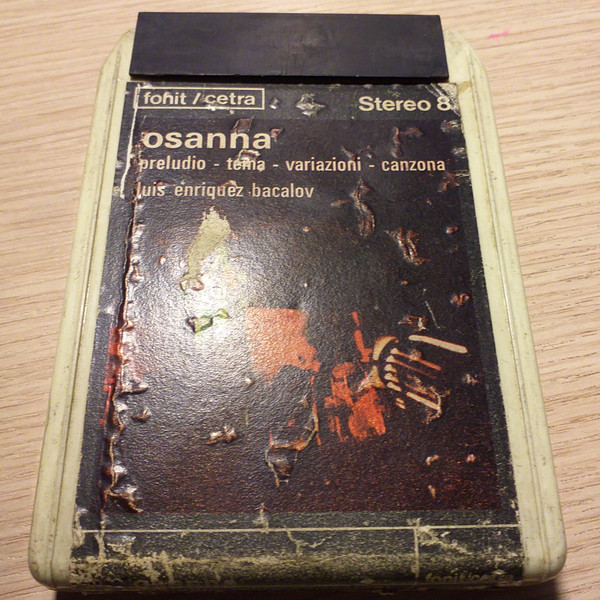 fonit / cetra
Stereo 8
osanna
preludio - tema - variazioni - canzona
luis enriquez bacalov